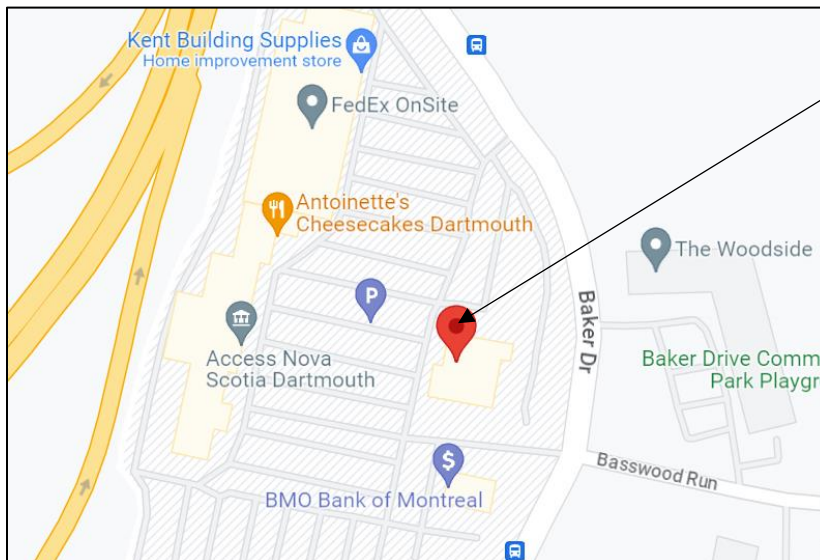 Kent Building Supplies
Home improvement store
FedEx OnSite
Antoinette's
Cheesecakes Dartmouth
The Woodside
P
Baker Dr
Access Nova
Scotia Dartmouth
Baker Drive Comm
Park Playgr
$
BMO Bank of Montreal
Basswood Run